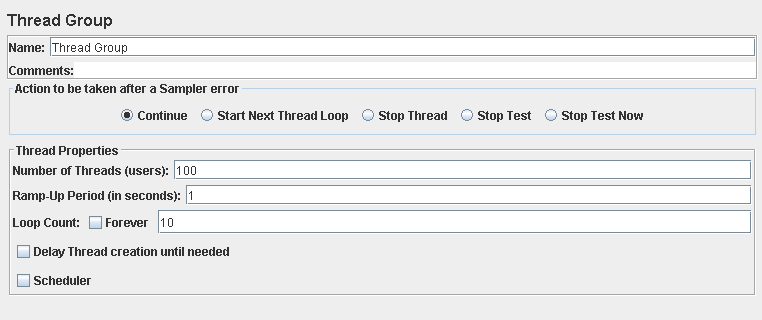 Thread Group
Name: Thread Group
Comments:
Action to be taken after a Sampler error
Continue Start Next Thread Loop Stop Thread Stop Test Stop Test Now
Thread Properties
Number of Threads (users): 100
Ramp-Up Period (in seconds): 1
Loop Count: Forever 10
Delay Thread creation until needed
Scheduler